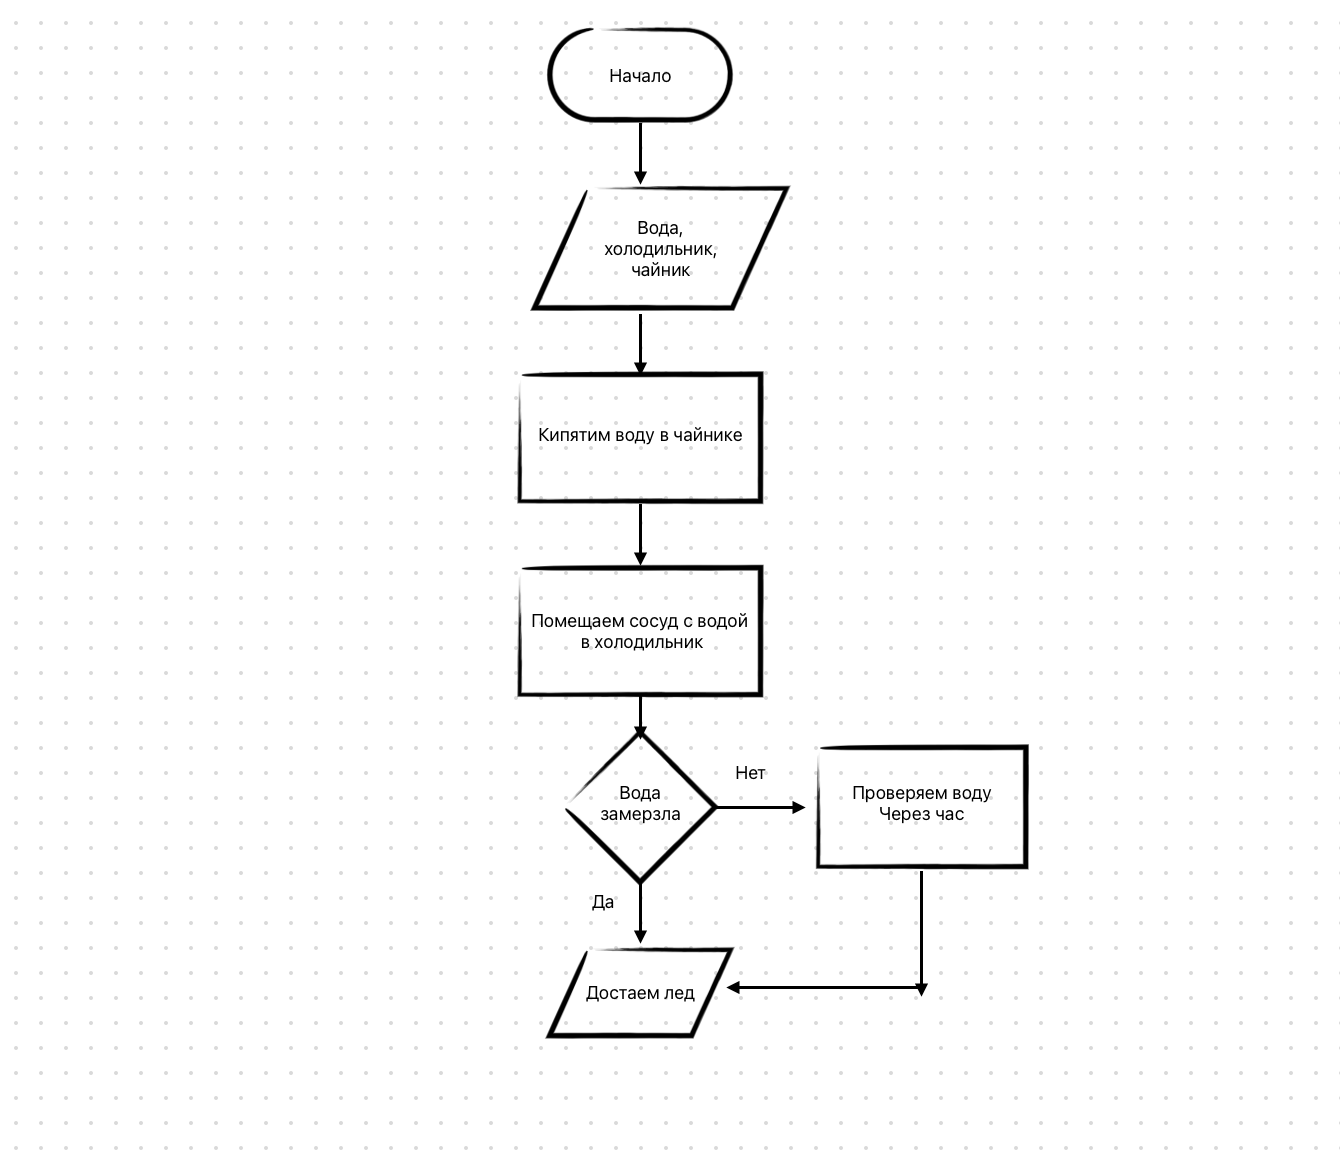 Начало
Вода,
холодильник,
чайник
Кипятим воду в чайнике
Помещаем сосуд с водой
в холодильник
Вода
замерзла
Нет
Проверяем воду
Через час
Да
Достаем лед